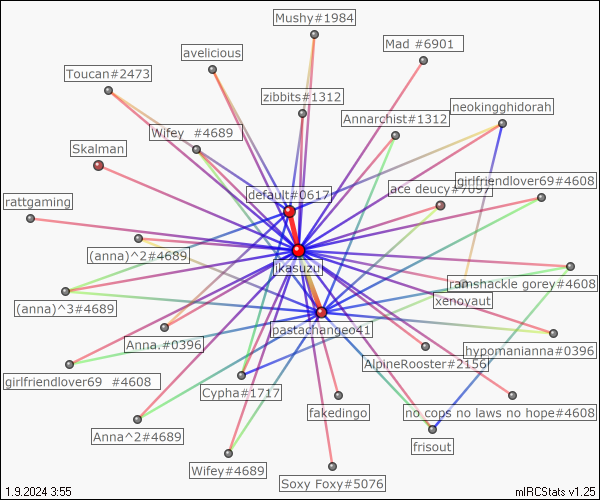 Mushy#1984
Mad #6901
avelicious
Toucan#2473
zibbits#1312
neokingghidorah
Annarchist#1312
Wifey #4689
Skalman
default#0617
ace deucy#7097
girlfriendlover69#4608
rattgaming
(anna)^2#4689
jkasuzu
ramshackle gorey#4608
xenoyaut
(anna)^3#4689
pastachangeo41
Anna.#0396
hypomanianna#0396
AlpineRooster#2156
girlfriendlover69 #4608
Cypha#1717
fakedingo
no cops no laws no hope#4608
Anna^2#4689
frisout
Wifey#4689
Soxy Foxy#5076
1.9.2024 3:55
mIRCStats v1.25